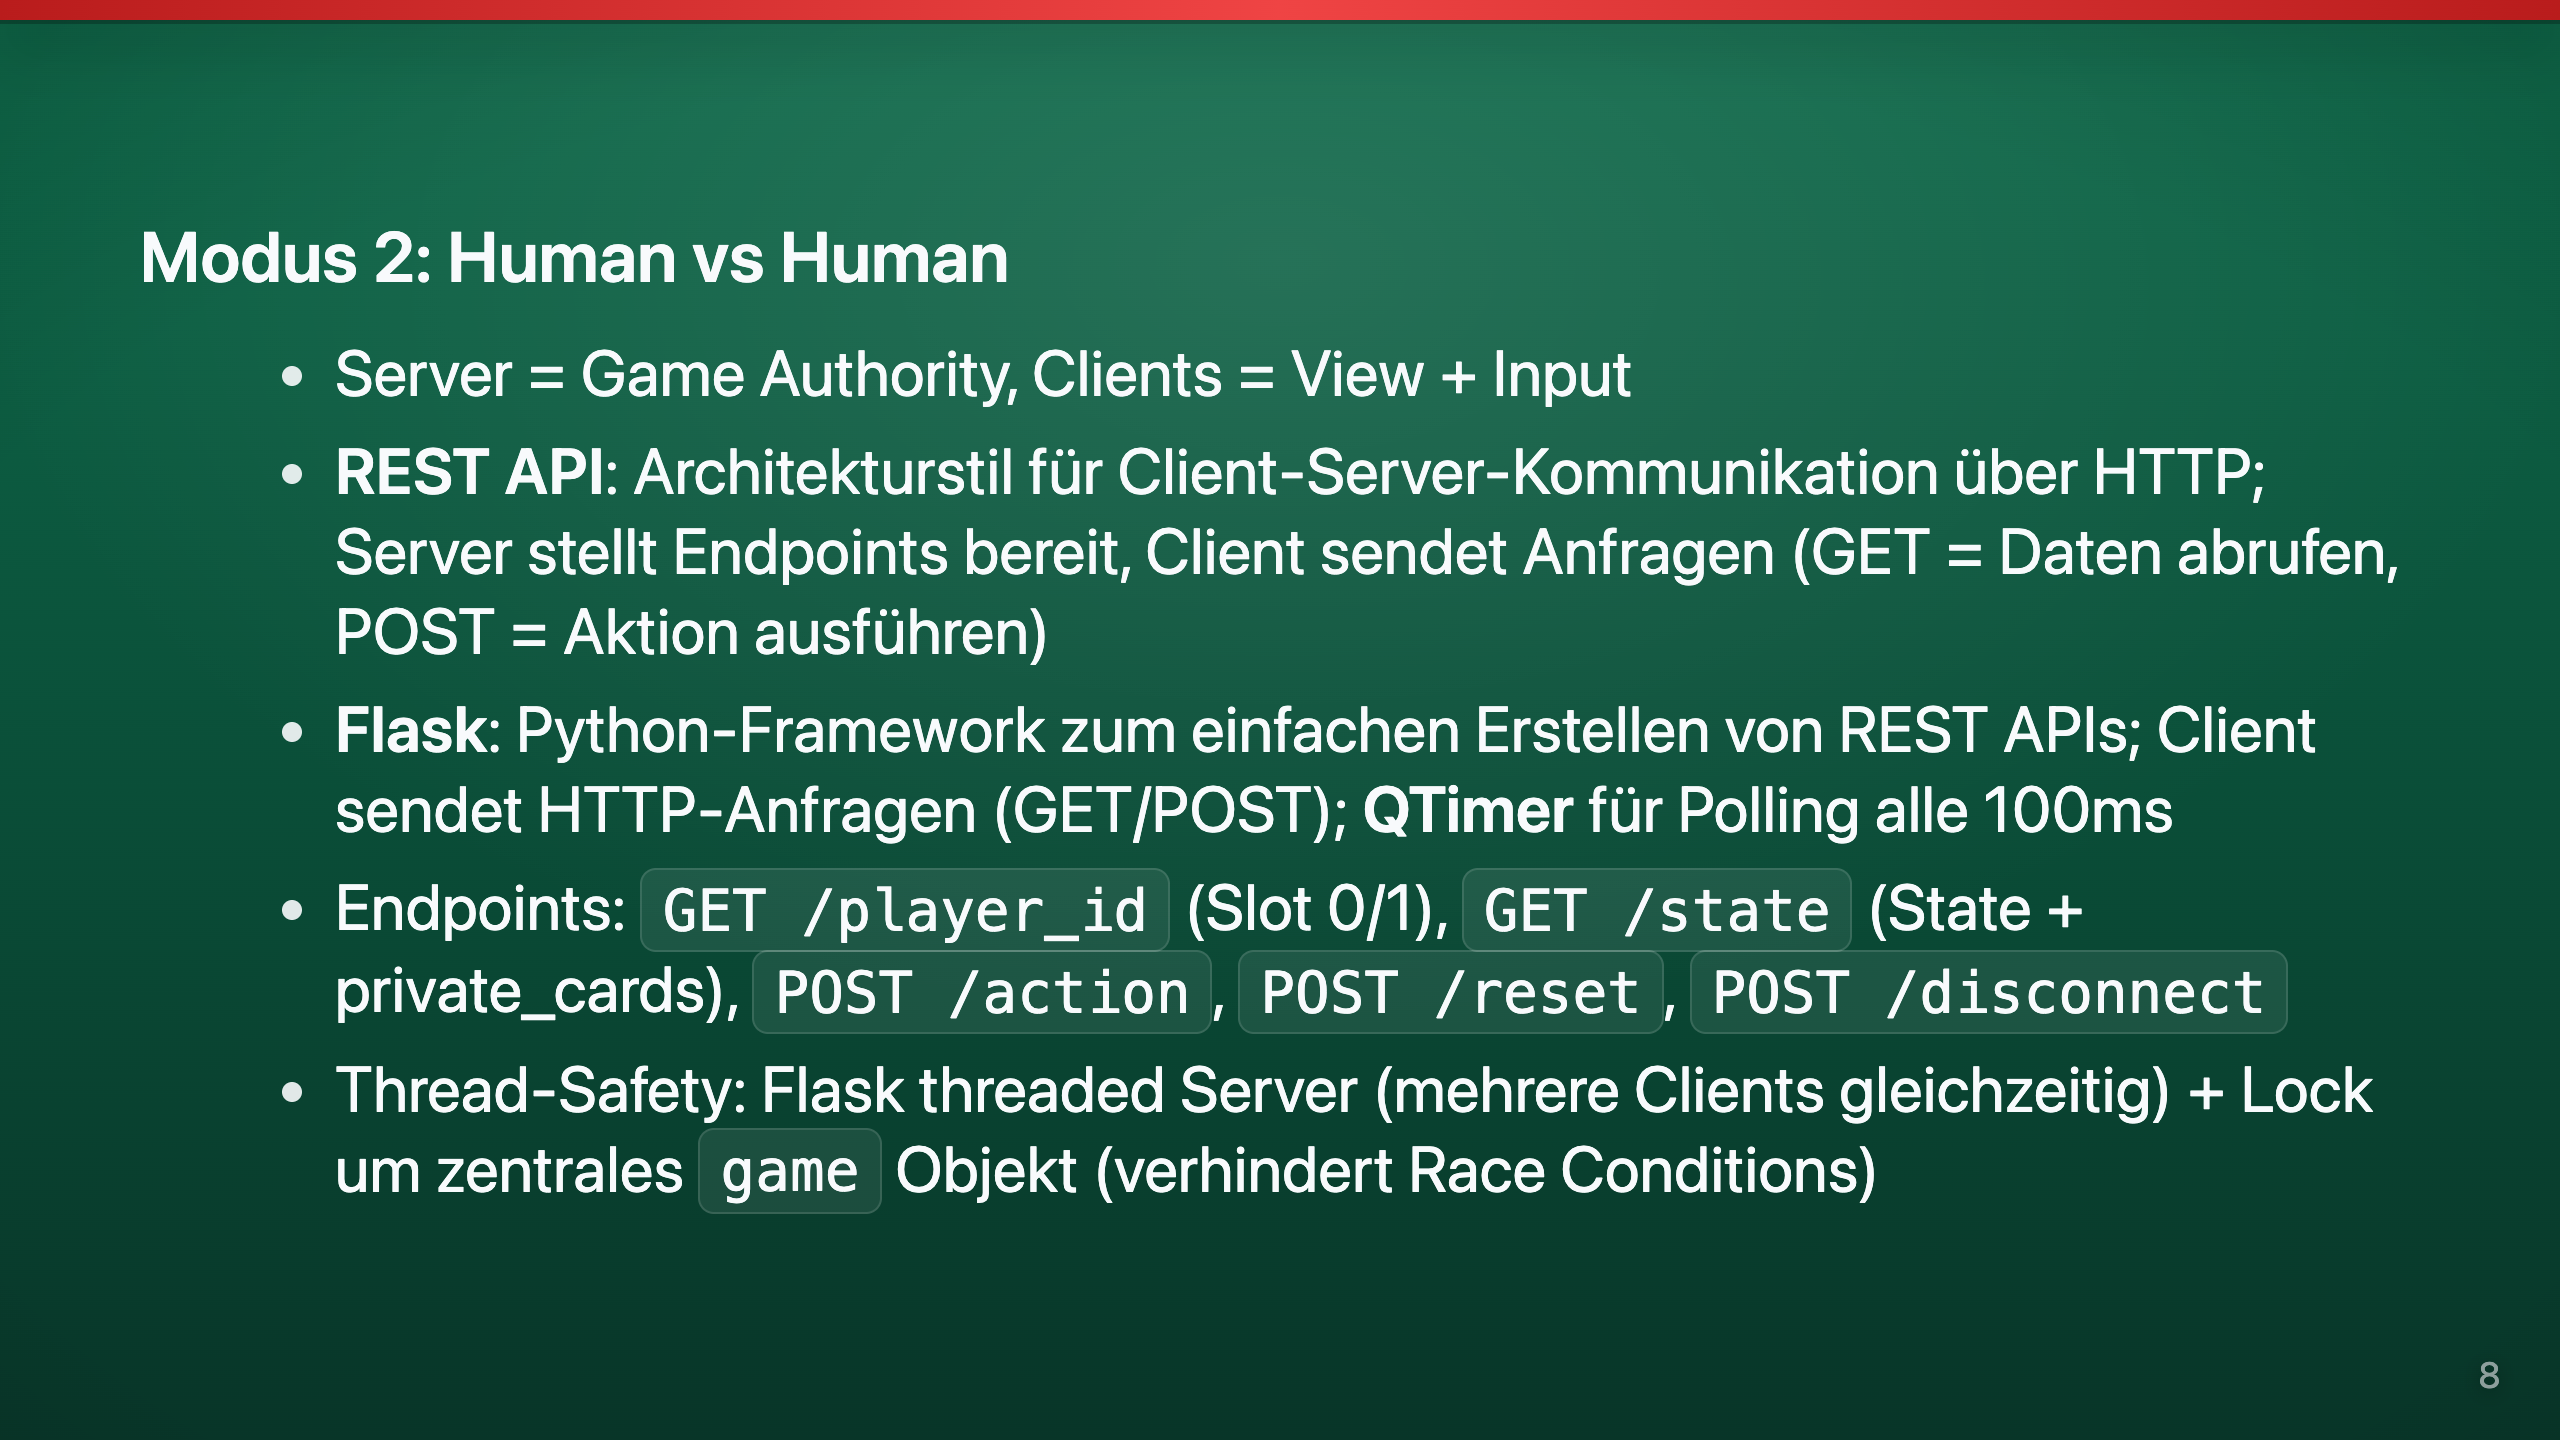 Modus 2: Human vs Human
• Server = Game Authority, Clients = View + Input
• REST API: Architekturstil für Client-Server-Kommunikation über HTTP;
Server stellt Endpoints bereit, Client sendet Anfragen (GET = Daten abrufen,
POST = Aktion ausführen)
• Flask: Python-Framework zum einfachen Erstellen von REST APIs; Client
sendet HTTP-Anfragen (GET/POST); QTimer für Polling alle 100ms
• Endpoints: GET /player_id (Slot 0/1), GET /state (State +
private_cards), POST /action, POST /reset, POST /disconnect
• Thread-Safety: Flask threaded Server (mehrere Clients gleichzeitig) + Lock
um zentrales game Objekt (verhindert Race Conditions)
8